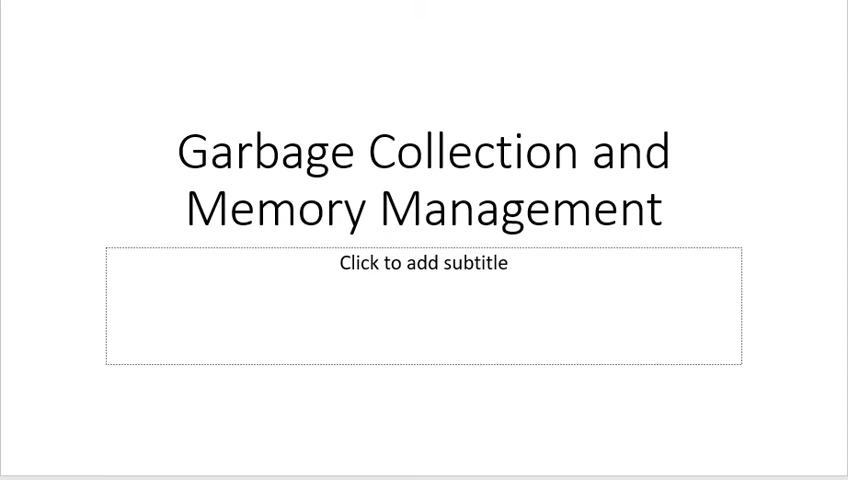 Garbage Collection and
Memory Management
Click to add subtitle